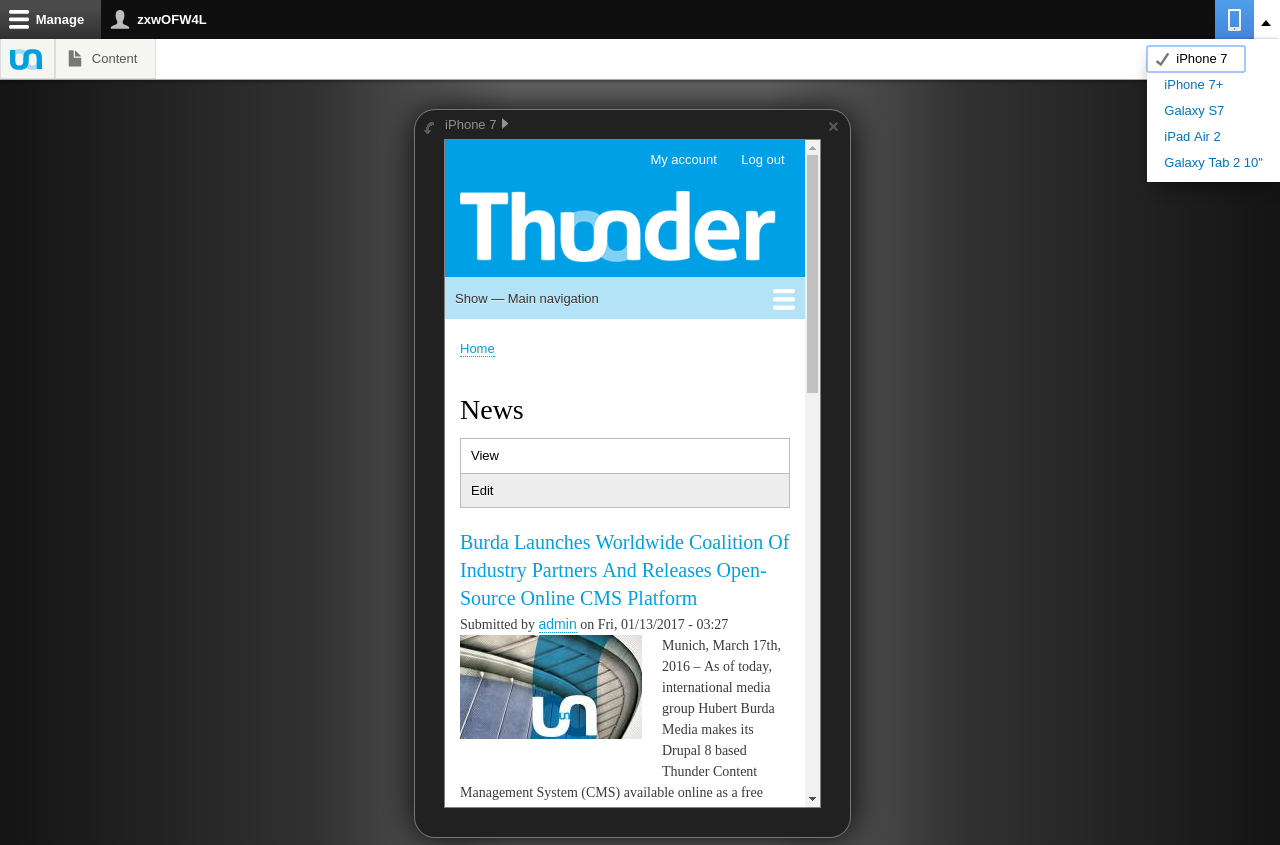 Manage
zxwOFW4L
Content
iPhone 7
iPhone 7+
Galaxy S7
iPad Air 2
Galaxy Tab 2 10"
iPhone 7
My account Log out
Thunder
Show — Main navigation
Home
News
View
Edit
Burda Launches Worldwide Coalition Of
Industry Partners And Releases Open-
Source Online CMS Platform
Submitted by admin on Fri, 01/13/2017 - 03:27
Munich, March 17th,
2016 – As of today,
international media
group Hubert Burda
Media makes its
Drupal 8 based
Thunder Content
Management System (CMS) available online as a free